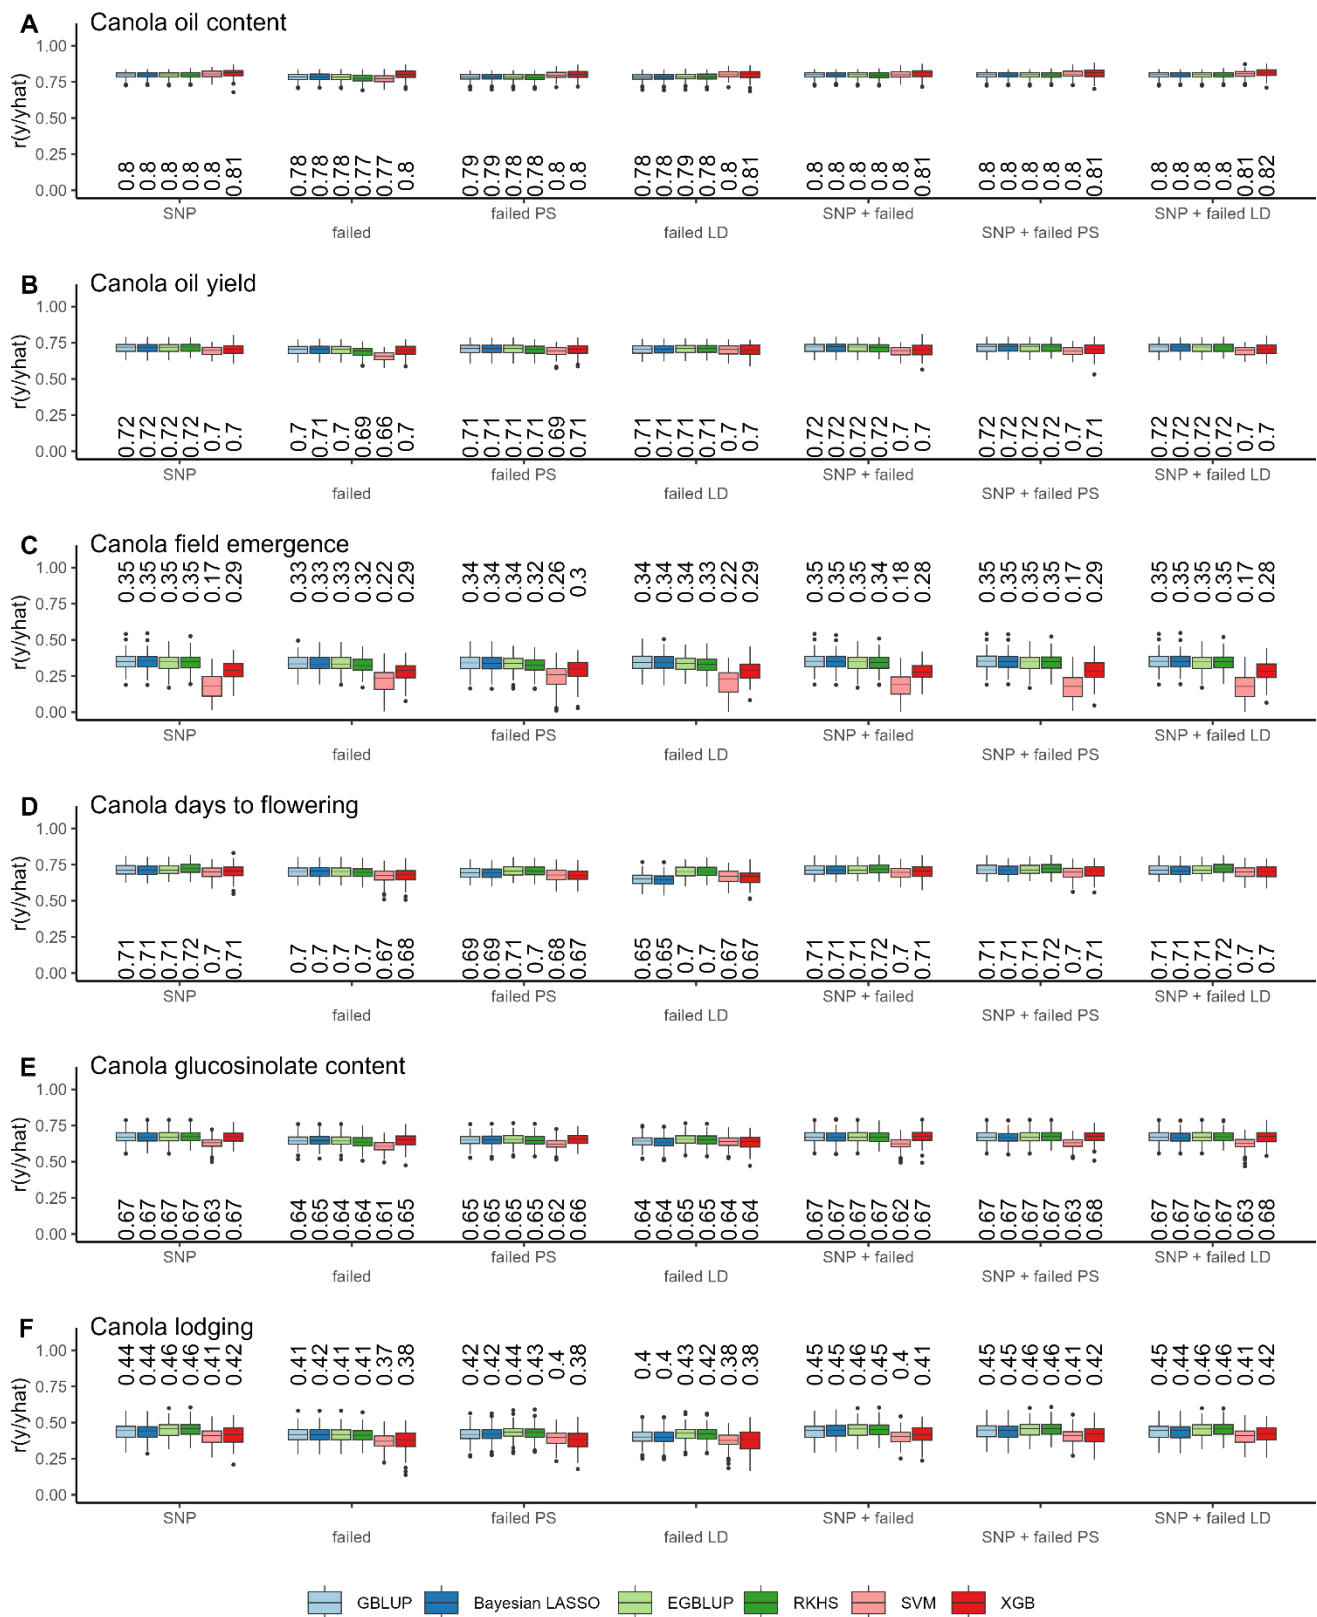 A Canola oil content
r(y/yhat)
1.00
0.75
0.50
0.25
0.00
0.8 0.8 0.8 0.8 0.8 0.81
0.78 0.78 0.78 0.77 0.77 0.8
0.79 0.79 0.78 0.78 0.8 0.8
0.78 0.78 0.79 0.78 0.8 0.81
0.8 0.8 0.8 0.8 0.8 0.81
0.8 0.8 0.8 0.8 0.8 0.81
0.8 0.8 0.8 0.8 0.81 0.82
SNP failed failed PS failed LD SNP + failed SNP + failed PS SNP + failed LD
B Canola oil yield
r(y/yhat)
1.00
0.75
0.50
0.25
0.00
0.72 0.72 0.72 0.72 0.7 0.7
0.7 0.71 0.7 0.69 0.66 0.7
0.71 0.71 0.71 0.71 0.69 0.71
0.71 0.71 0.71 0.71 0.7 0.7
0.72 0.72 0.72 0.72 0.7 0.7
0.72 0.72 0.72 0.72 0.7 0.71
0.72 0.72 0.72 0.72 0.7 0.7
SNP failed failed PS failed LD SNP + failed SNP + failed PS SNP + failed LD
C Canola field emergence
r(y/yhat)
1.00
0.75
0.50
0.25
0.00
0.35 0.35 0.35 0.35 0.17 0.29
0.33 0.33 0.33 0.32 0.22 0.29
0.34 0.34 0.34 0.32 0.26 0.3
0.34 0.34 0.34 0.33 0.22 0.29
0.35 0.35 0.35 0.34 0.18 0.28
0.35 0.35 0.35 0.35 0.17 0.29
0.35 0.35 0.35 0.35 0.17 0.28
SNP failed failed PS failed LD SNP + failed SNP + failed PS SNP + failed LD
D Canola days to flowering
r(y/yhat)
1.00
0.75
0.50
0.25
0.00
0.71 0.71 0.71 0.72 0.7 0.71
0.7 0.7 0.7 0.7 0.67 0.68
0.69 0.69 0.71 0.7 0.68 0.67
0.65 0.65 0.7 0.7 0.67 0.67
0.71 0.71 0.71 0.72 0.7 0.71
0.71 0.71 0.71 0.72 0.7 0.71
0.71 0.71 0.71 0.72 0.7 0.7
SNP failed failed PS failed LD SNP + failed SNP + failed PS SNP + failed LD
E Canola glucosinolate content
r(y/yhat)
1.00
0.75
0.50
0.25
0.00
0.67 0.67 0.67 0.67 0.63 0.67
0.64 0.65 0.64 0.64 0.61 0.65
0.65 0.65 0.65 0.65 0.62 0.66
0.64 0.64 0.65 0.65 0.64 0.64
0.67 0.67 0.67 0.67 0.62 0.67
0.67 0.67 0.67 0.67 0.63 0.68
0.67 0.67 0.67 0.67 0.63 0.68
SNP failed failed PS failed LD SNP + failed SNP + failed PS SNP + failed LD
F Canola lodging
r(y/yhat)
1.00
0.75
0.50
0.25
0.00
0.44 0.44 0.46 0.46 0.41 0.42
0.41 0.42 0.41 0.41 0.37 0.38
0.42 0.42 0.44 0.43 0.4 0.38
0.4 0.4 0.43 0.42 0.38 0.38
0.45 0.45 0.46 0.45 0.4 0.41
0.45 0.45 0.46 0.46 0.41 0.42
0.45 0.44 0.46 0.46 0.41 0.42
SNP failed failed PS failed LD SNP + failed SNP + failed PS SNP + failed LD
GBLUP Bayesian LASSO EGBLUP RKHS SVM XGB